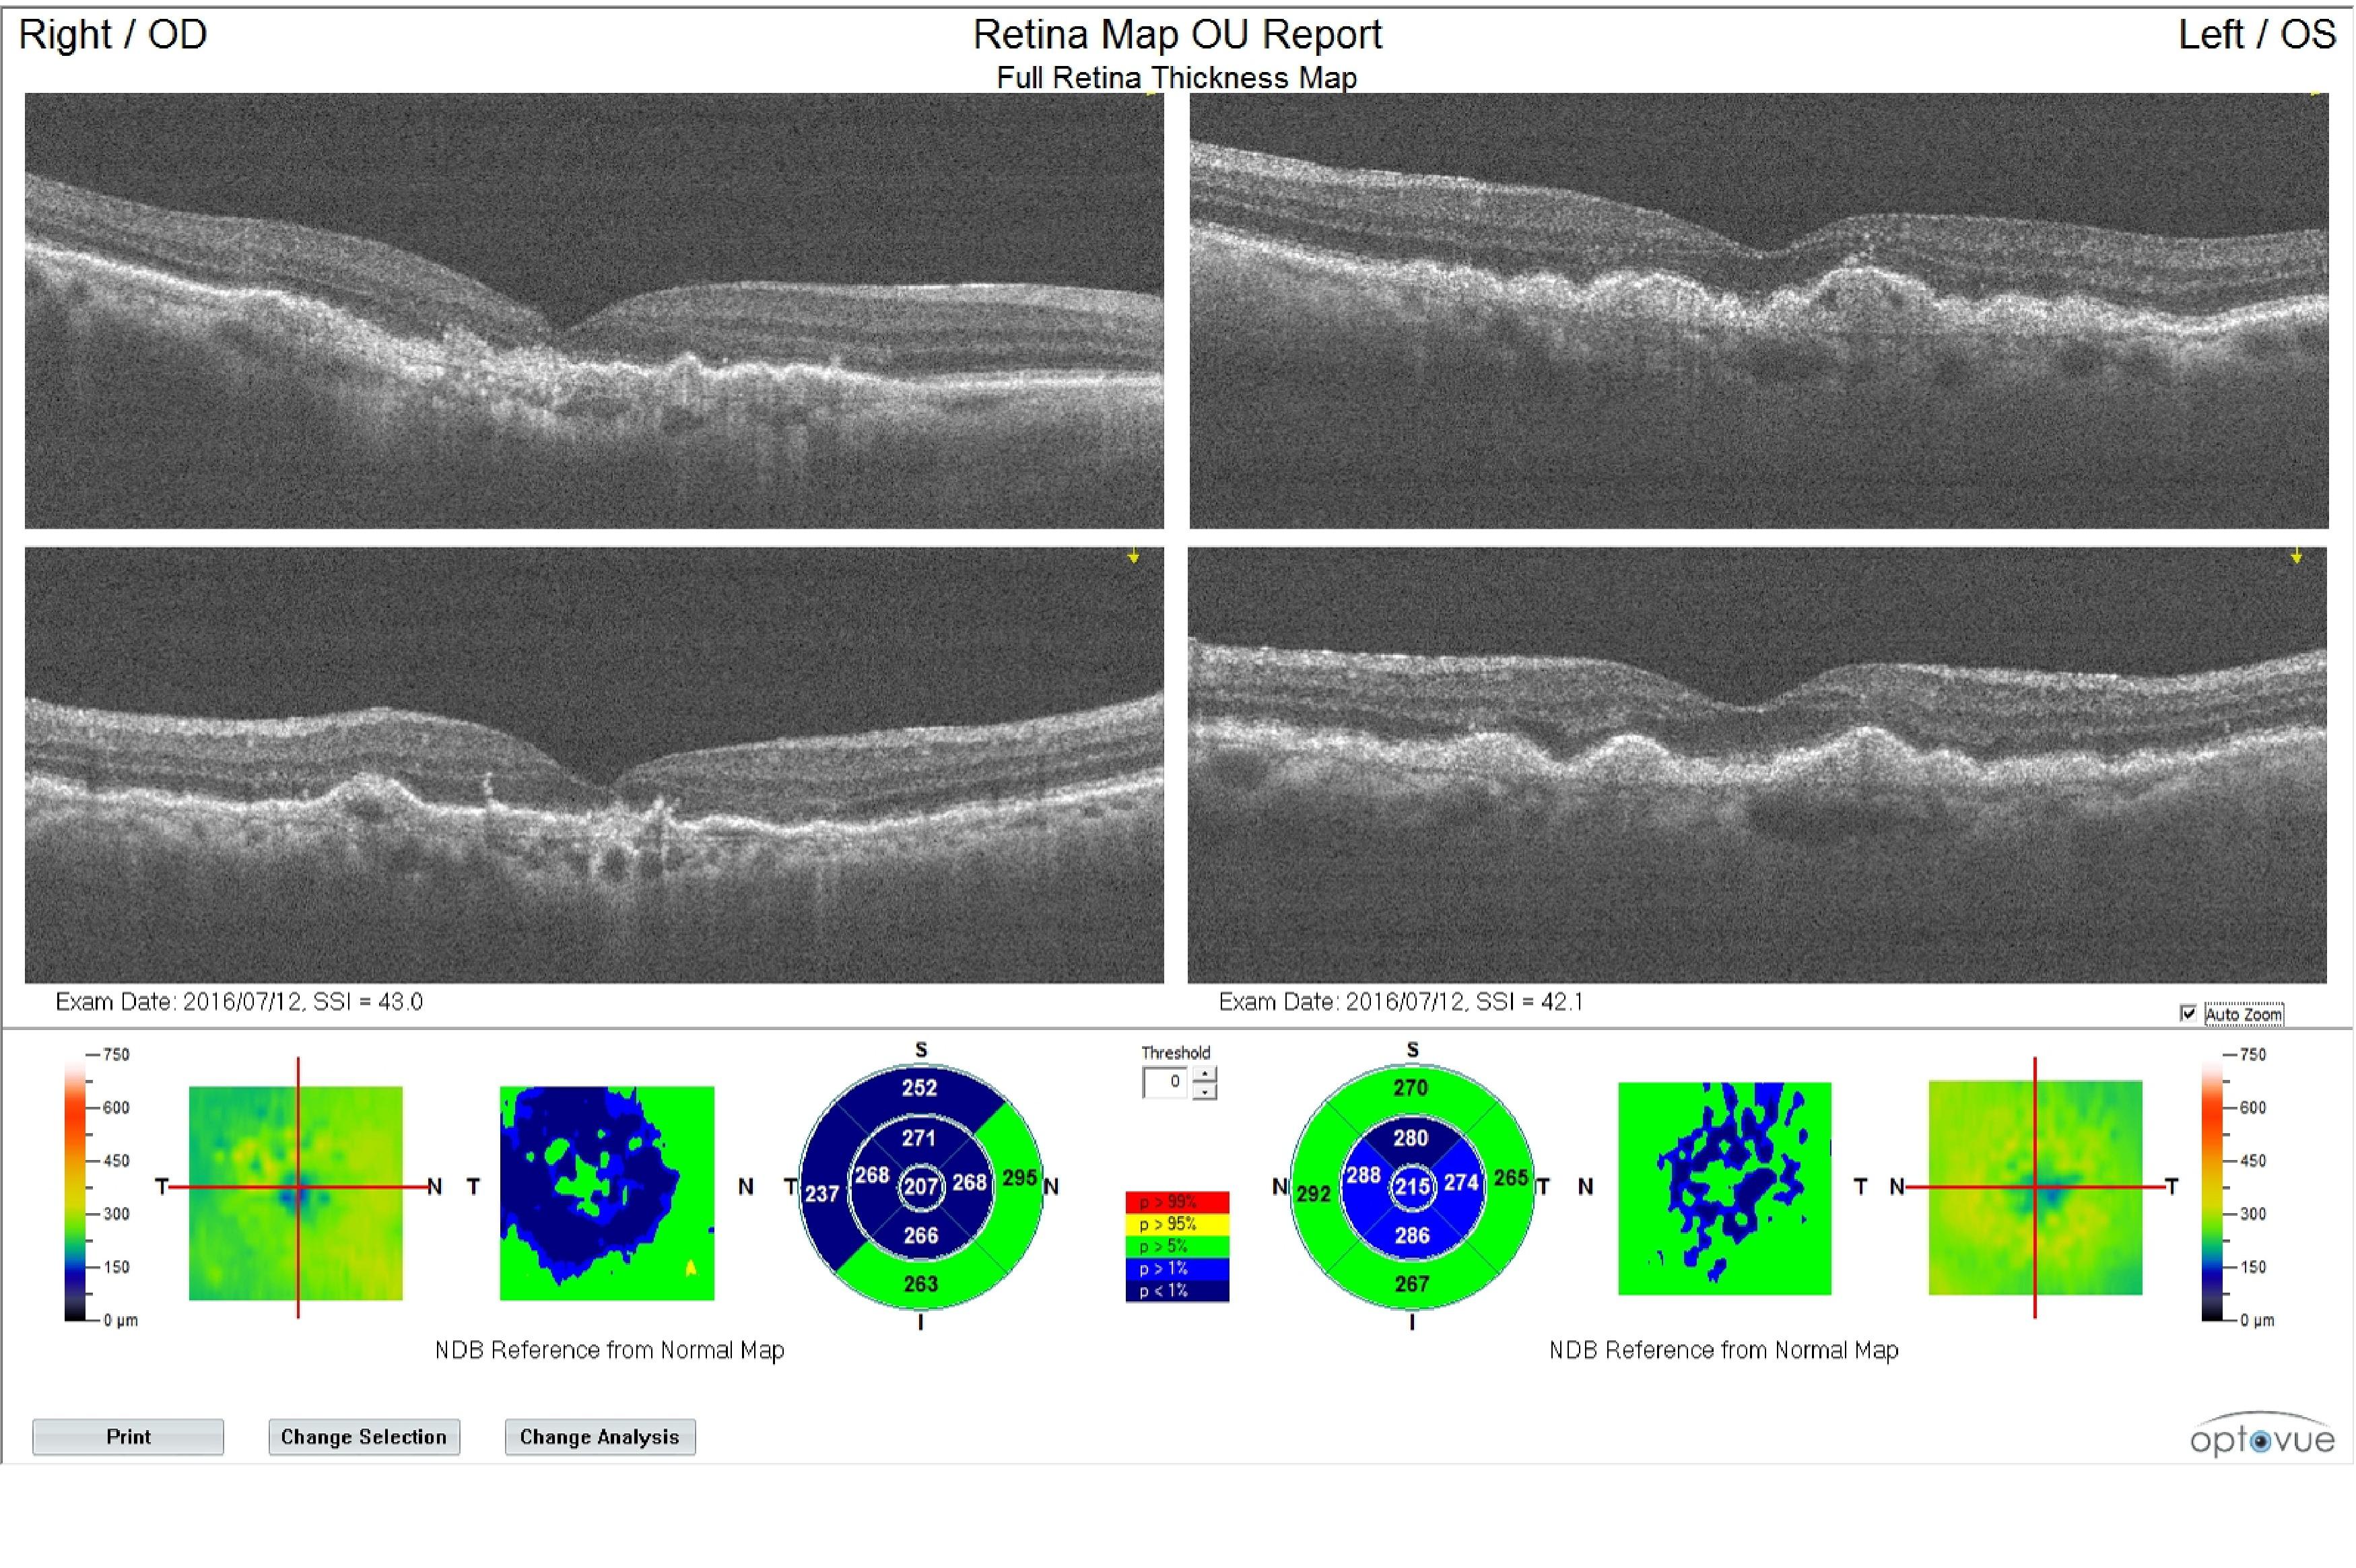 Right / OD
Retina Map OU Report
Left / OS
Full Retina Thickness Map
Exam Date: 2016/07/12, SSI = 43.0
Exam Date: 2016/07/12, SSI = 42.1
Auto Zoom
750
600
450
300
150
0 µm
T
N
T
N
S
252
271
T
237
268
207
268
295
N
266
263
I
Threshold
0
p > 99%
p > 95%
p > 5%
p > 1%
p < 1%
S
270
280
N
292
288
215
274
265
T
286
267
I
N
T
N
T
750
600
450
300
150
0 µm
NDB Reference from Normal Map
NDB Reference from Normal Map
Print
Change Selection
Change Analysis
optovue